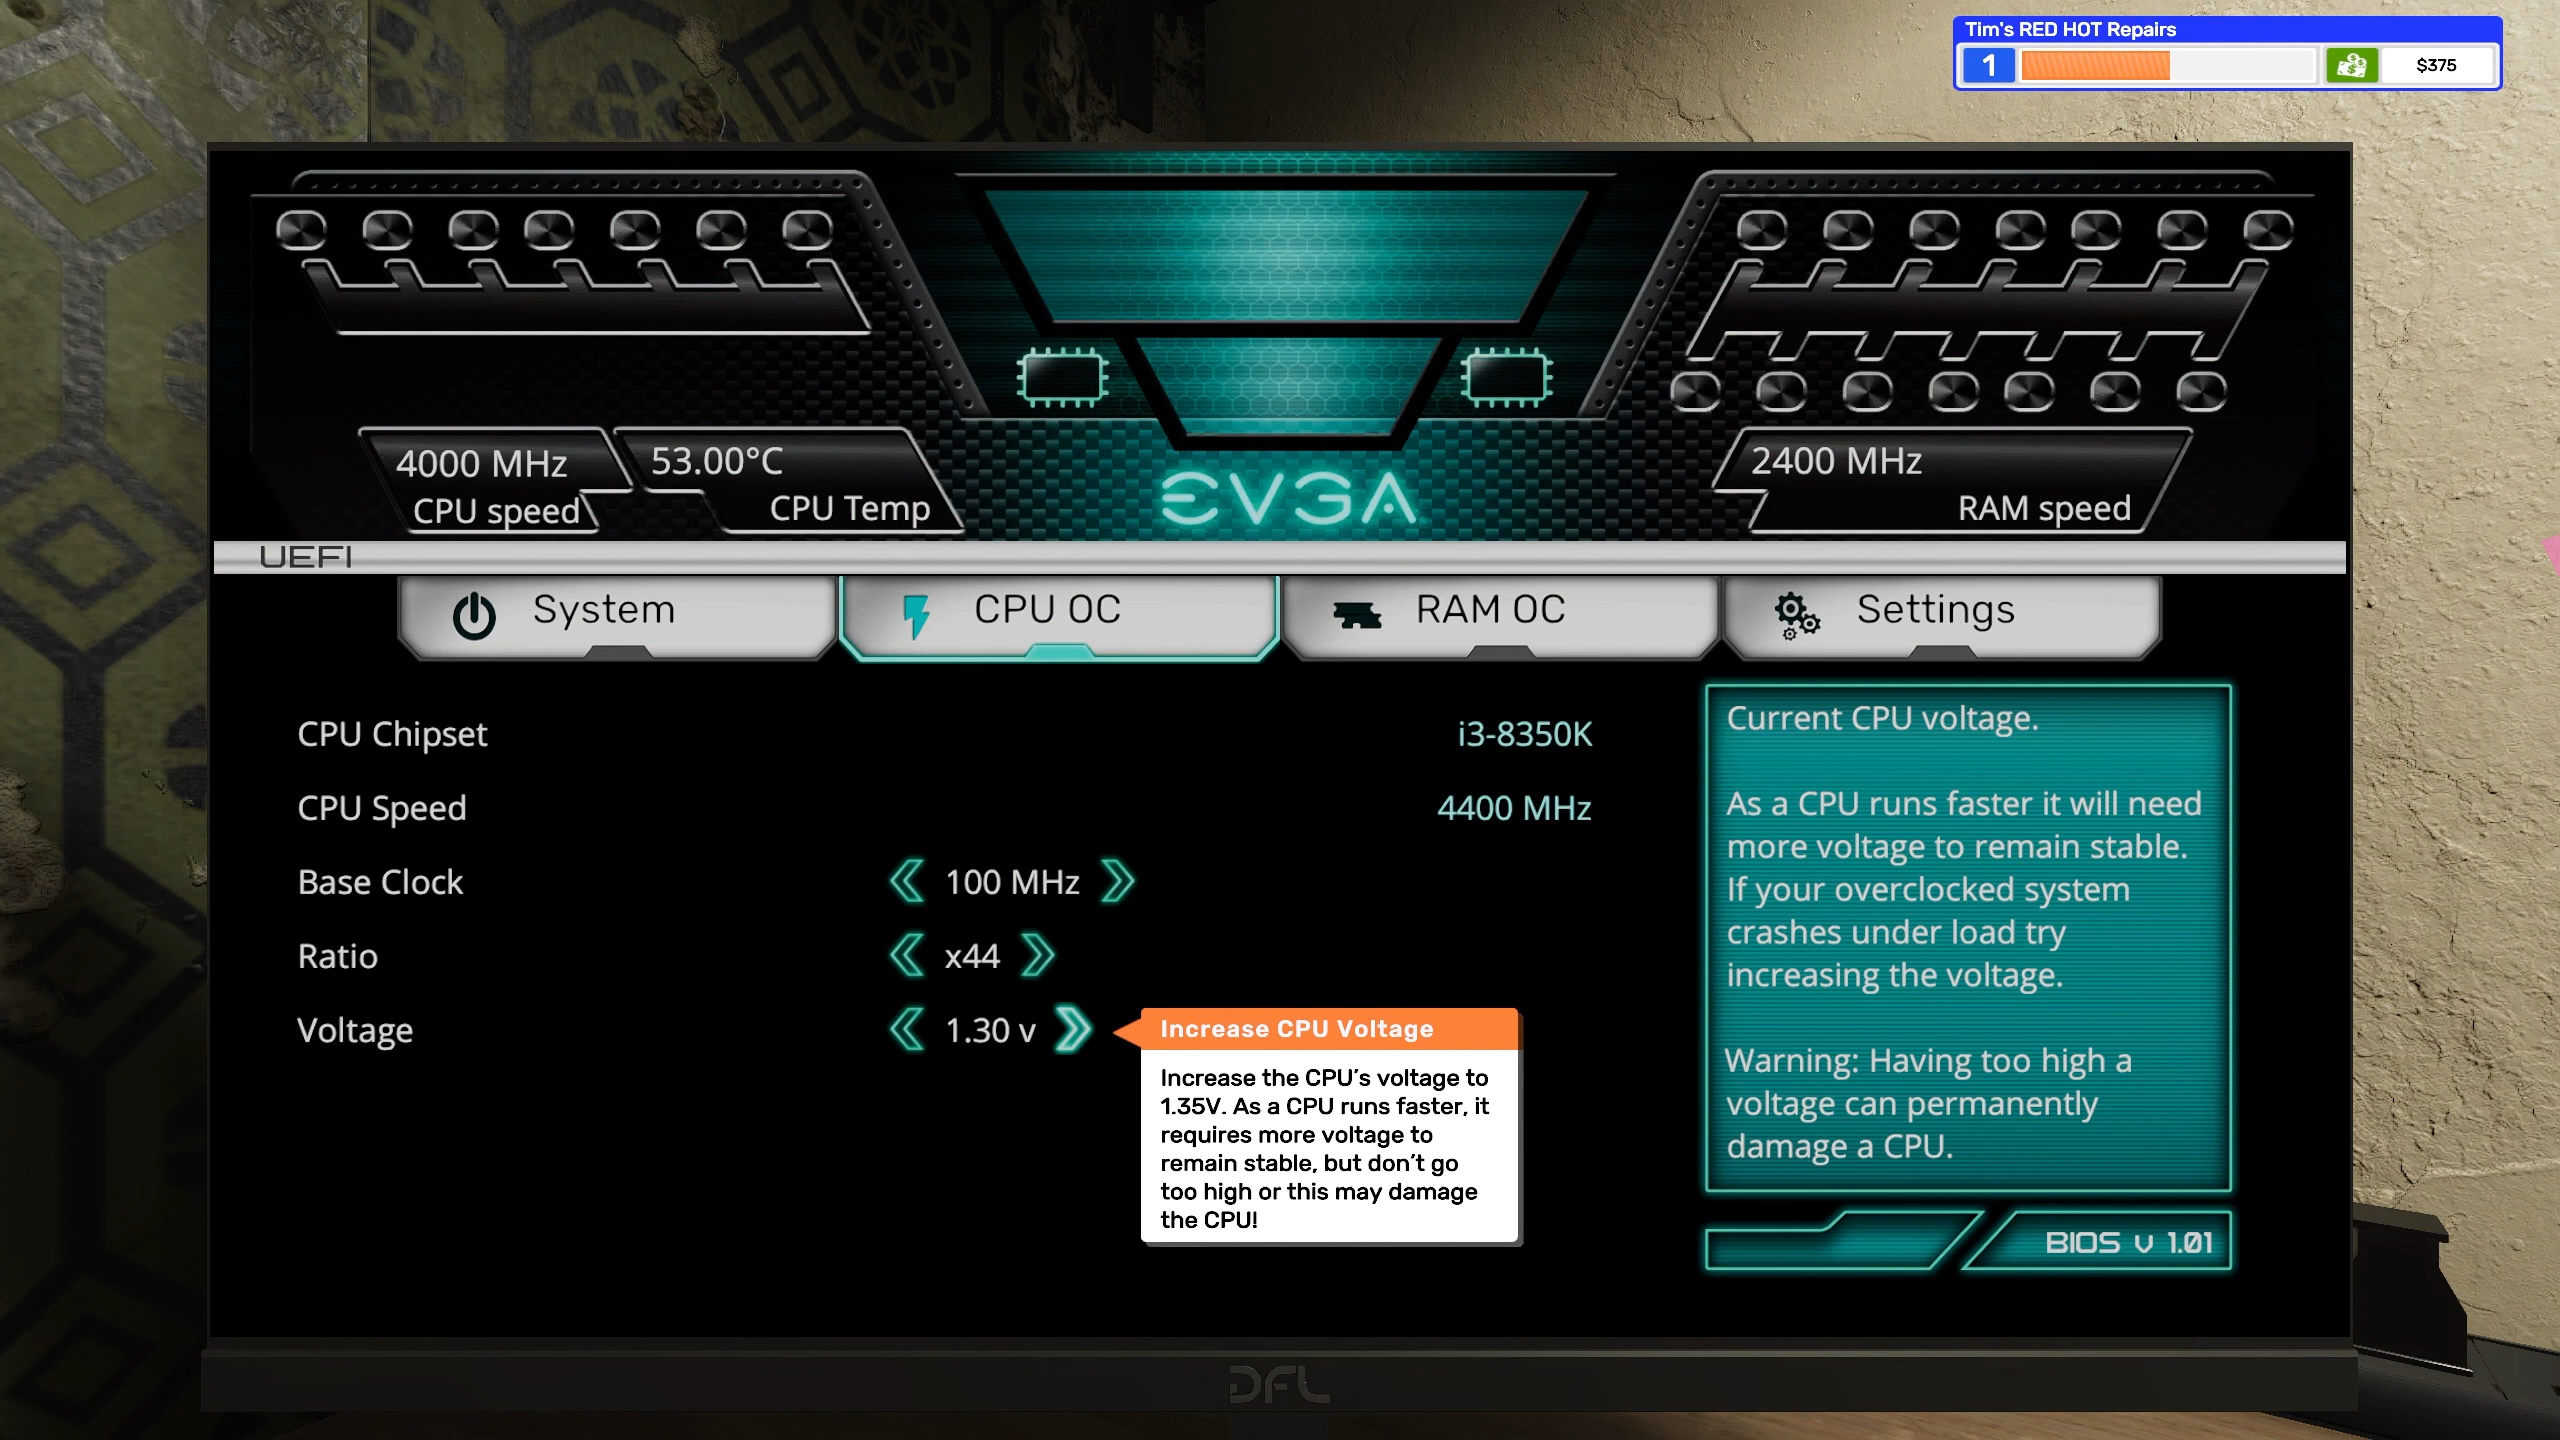 Tim's RED HOT Repairs
1
$375
4000 MHz
CPU speed
53.00°C
CPU Temp
EVGA
2400 MHz
RAM speed
UEFI
System
CPU OC
RAM OC
Settings
CPU Chipset
i3-8350K
CPU Speed
4400 MHz
Base Clock
100 MHz
Ratio
x44
Voltage
1.30 v
Increase CPU Voltage
Increase the CPU's voltage to
1.35V. As a CPU runs faster, it
requires more voltage to
remain stable, but don't go
too high or this may damage
the CPU!
Current CPU voltage.
As a CPU runs faster it will need
more voltage to remain stable.
If your overclocked system
crashes under load try
increasing the voltage.
Warning: Having too high a
voltage can permanently
damage a CPU.
BIOS v 1.01
DFL